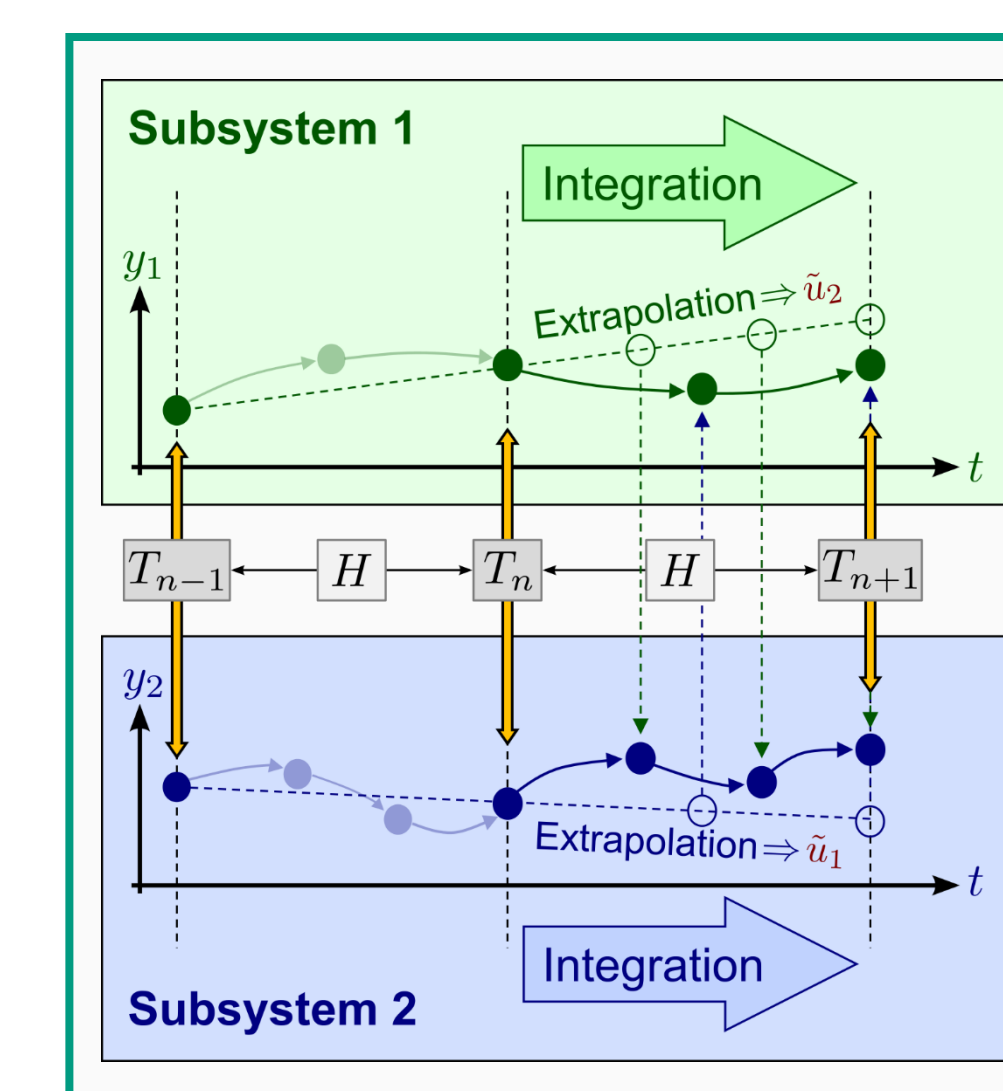 Subsystem 1
Integration
y₁
Extrapolation ⇒ ũ₂
t
Tₙ₋₁ H Tₙ H Tₙ₊₁
y₂
Extrapolation ⇒ ũ₁
t
Integration
Subsystem 2